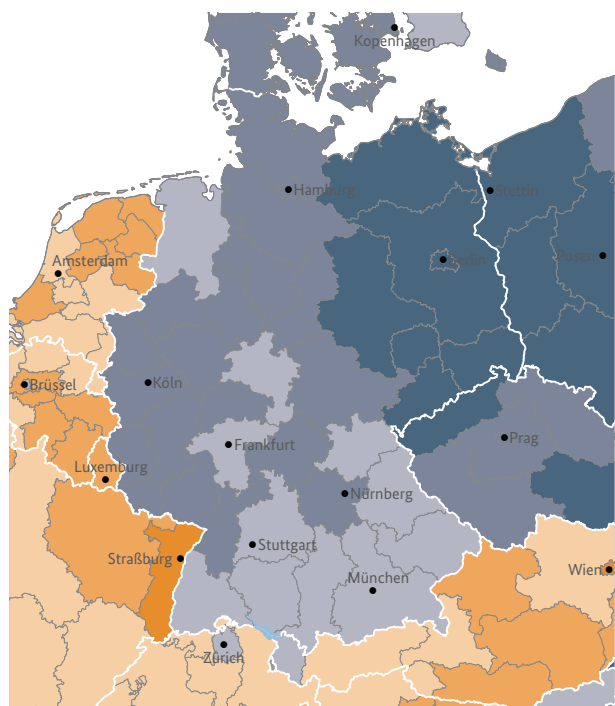 Kopenhagen
Hamburg
Stettin
Amsterdam
Berlin
Posen
Brüssel
Köln
Frankfurt
Prag
Luxemburg
Nürnberg
Straßburg
Stuttgart
Wien
München
Zürich